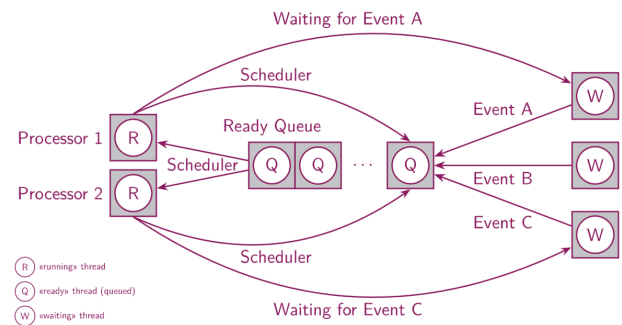 Waiting for Event A
Scheduler
W
Event A
Ready Queue
Processor 1
R
Scheduler
Q
Q
...
Q
Event B
W
Processor 2
R
Event C
W
Scheduler
R «running» thread
Q «ready» thread (queued)
W «waiting» thread
Waiting for Event C